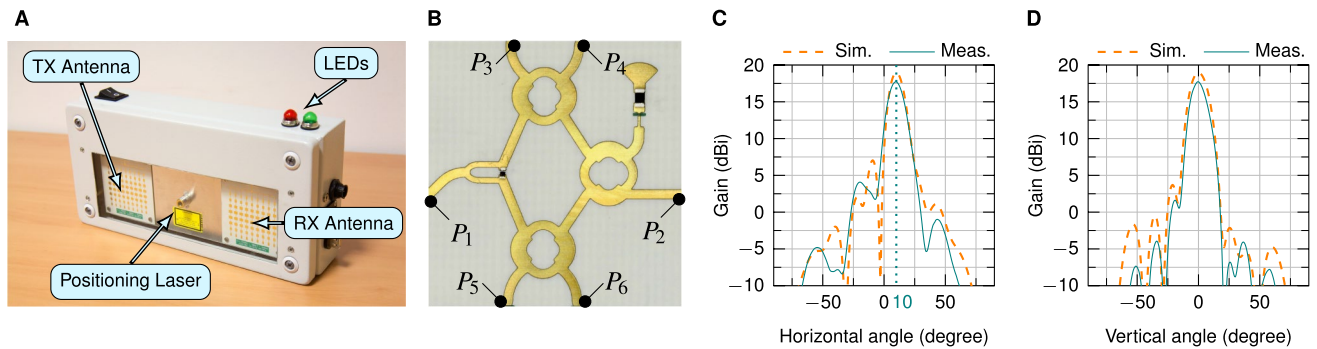 A
TX Antenna
LEDs
RX Antenna
Positioning Laser
B
P3
P4
P1
P2
P5
P6
C
Sim.
Meas.
Gain (dBi)
20
15
10
5
0
−5
−10
−50
0
10
50
Horizontal angle (degree)
D
Sim.
Meas.
Gain (dBi)
20
15
10
5
0
−5
−10
−50
0
50
Vertical angle (degree)